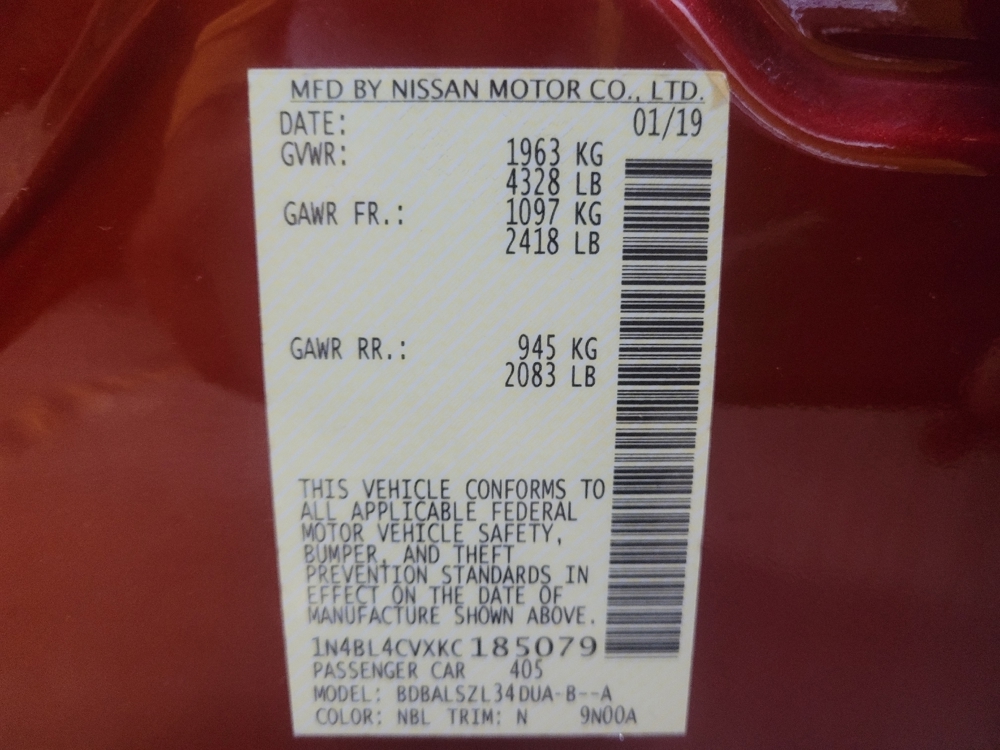 MFD BY NISSAN MOTOR CO., LTD.
DATE: 01/19
GVWR: 1963 KG
4328 LB
GAWR FR.: 1097 KG
2418 LB
GAWR RR.: 945 KG
2083 LB
THIS VEHICLE CONFORMS TO
ALL APPLICABLE FEDERAL
MOTOR VEHICLE SAFETY,
BUMPER, AND THEFT
PREVENTION STANDARDS IN
EFFECT ON THE DATE OF
MANUFACTURE SHOWN ABOVE.
1N4BL4CVXKC185079
PASSENGER CAR 405
MODEL: BDBALSZL34DUA-B--A
COLOR: NBL TRIM: N 9N00A